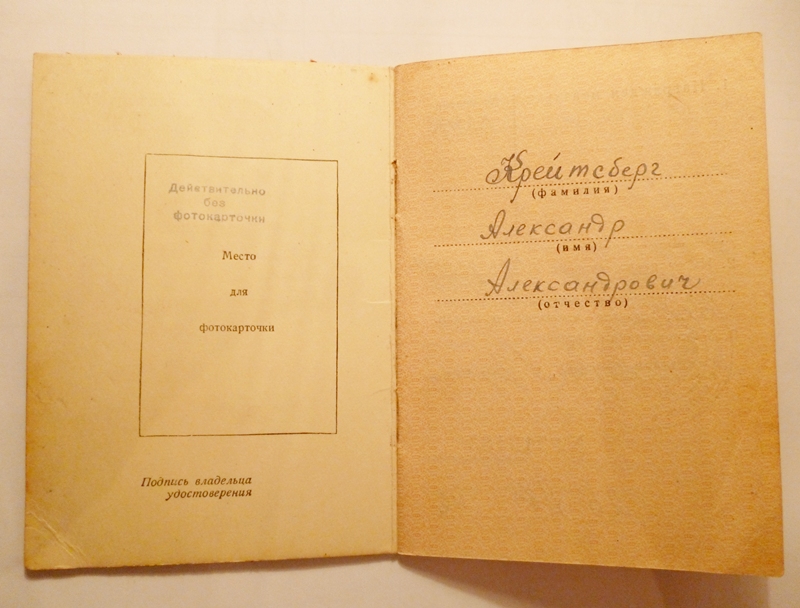 Действительно
без
фотокарточки
Место
для
фотокарточки
Подпись владельца
удостоверения
Крейтсберг
(фамилия)
Александр
(имя)
Александрович
(отчество)